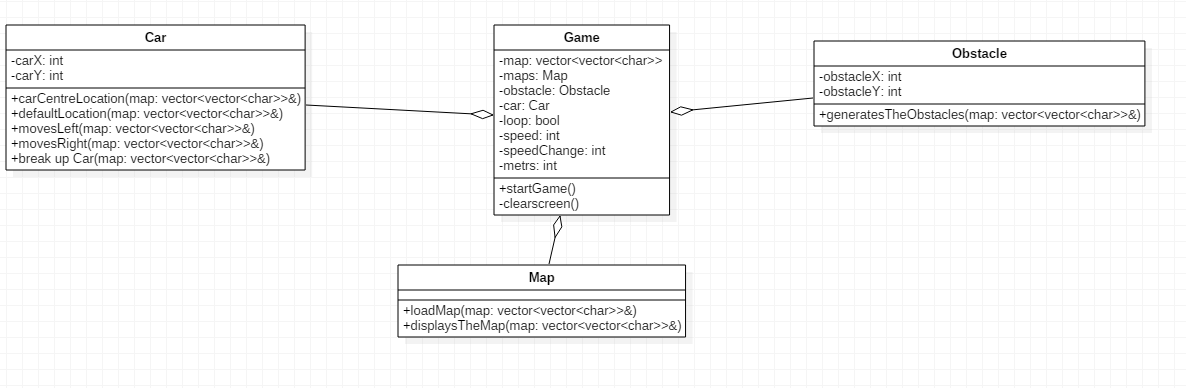 Car
-carX: int
-carY: int
+carCentreLocation(map: vector<vector<char>>&)
+defaultLocation(map: vector<vector<char>>&)
+movesLeft(map: vector<vector<char>>&)
+movesRight(map: vector<vector<char>>&)
+break up Car(map: vector<vector<char>>&)
Game
-map: vector<vector<char>>
-maps: Map
-obstacle: Obstacle
-car: Car
-loop: bool
-speed: int
-speedChange: int
-metrs: int
+startGame()
-clearscreen()
Obstacle
-obstacleX: int
-obstacleY: int
+generatesTheObstacles(map: vector<vector<char>>&)
Map
+loadMap(map: vector<vector<char>>&)
+displaysTheMap(map: vector<vector<char>>&)